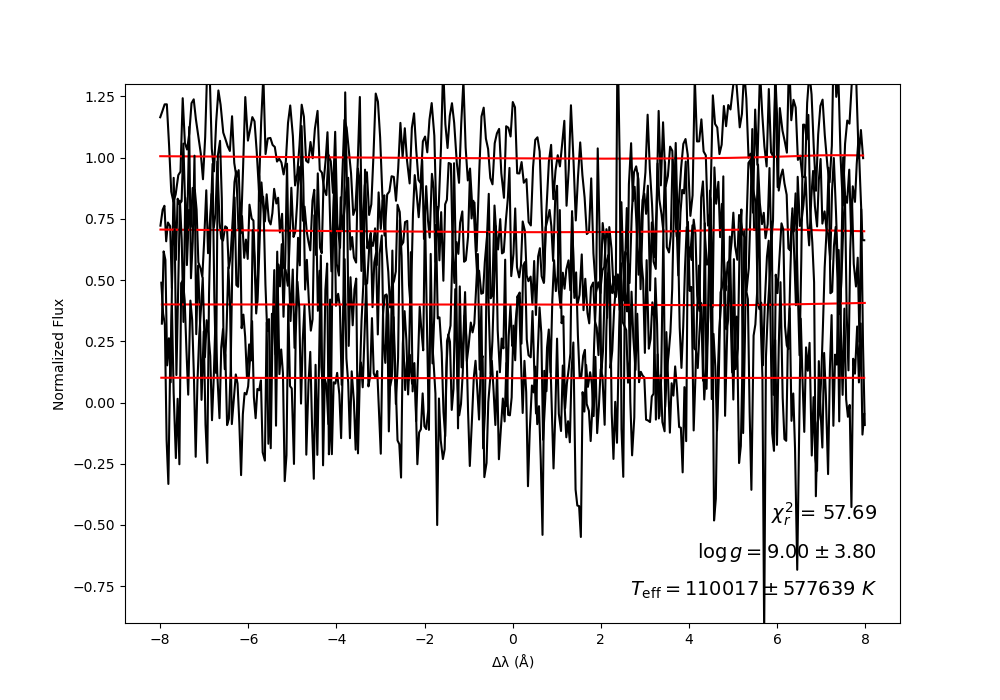 1.25
1.00
0.75
0.50
0.25
0.00
−0.25
−0.50
−0.75
Normalized Flux
χ²ᵣ = 57.69
log g = 9.00 ± 3.80
T_eff = 110017 ± 577639 K
−8 −6 −4 −2 0 2 4 6 8
Δλ (Å)